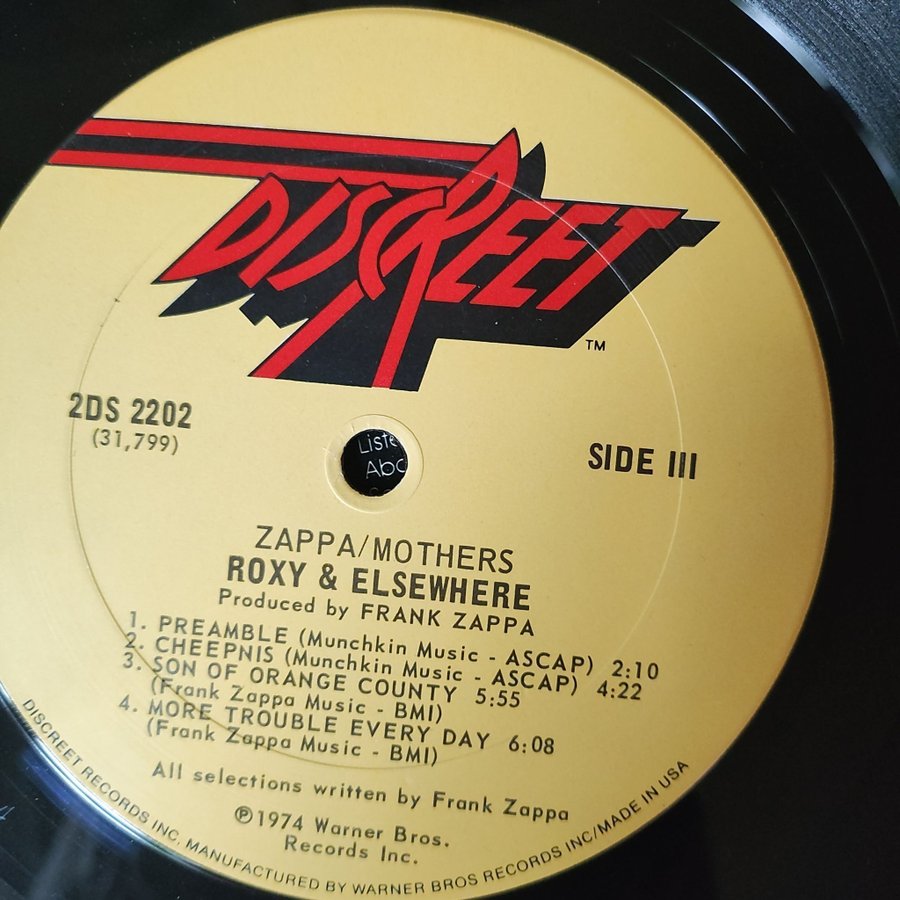 DISCREET
TM
2DS 2202
(31,799)
SIDE III
Liste
Abc
ZAPPA/MOTHERS
ROXY & ELSEWHERE
Produced by FRANK ZAPPA
1. PREAMBLE (Munchkin Music - ASCAP) 2:10
2. CHEEPNIS (Munchkin Music - ASCAP) 4:22
3. SON OF ORANGE COUNTY 5:55
(Frank Zappa Music - BMI)
4. MORE TROUBLE EVERY DAY 6:08
(Frank Zappa Music - BMI)
All selections written by Frank Zappa
℗1974 Warner Bros.
Records Inc.
DISCREET RECORDS INC. MANUFACTURED BY WARNER BROS RECORDS INC/MADE IN USA